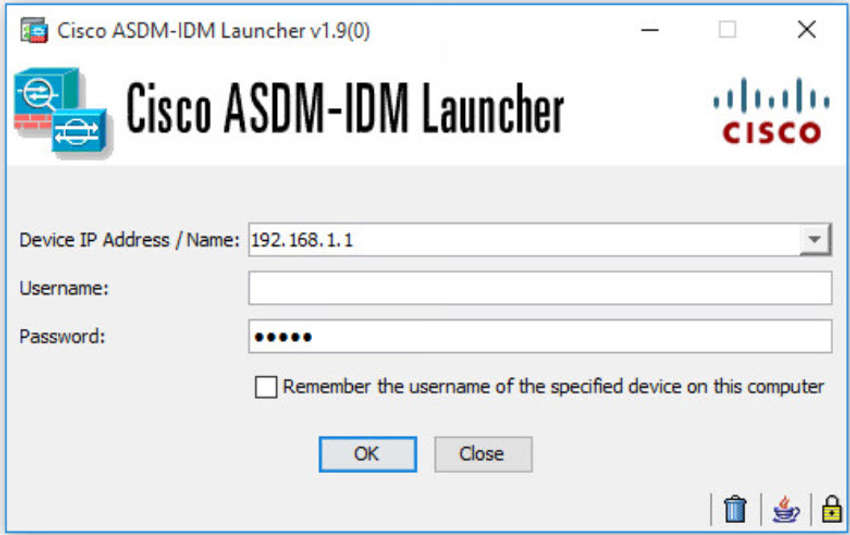 Cisco ASDM-IDM Launcher v1.9(0)
Cisco ASDM-IDM Launcher
CISCO
Device IP Address / Name: 192.168.1.1
Username:
Password: •••••
Remember the username of the specified device on this computer
OK Close